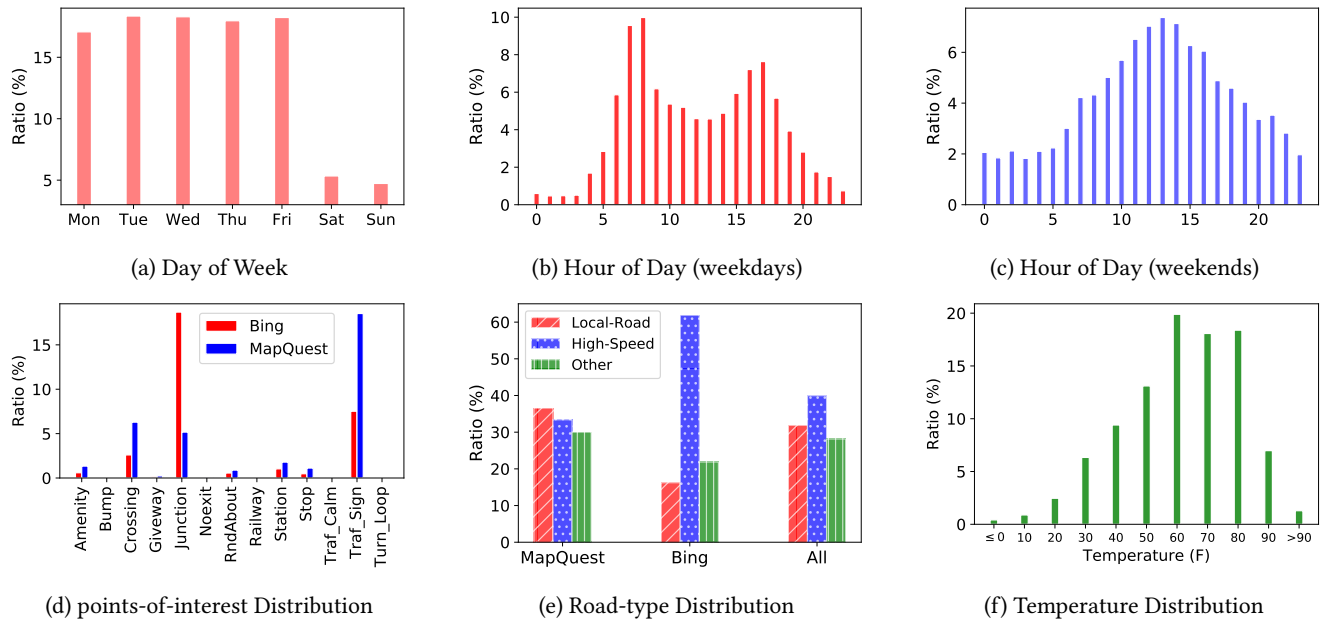 Ratio (%)
15
10
5
Mon Tue Wed Thu Fri Sat Sun
(a) Day of Week
Ratio (%)
10
8
6
4
2
0
0 5 10 15 20
(b) Hour of Day (weekdays)
Ratio (%)
6
4
2
0
0 5 10 15 20
(c) Hour of Day (weekends)
Ratio (%)
15
10
5
0
Bing
MapQuest
Amenity
Bump
Crossing
Giveway
Junction
Noexit
RndAbout
Railway
Station
Stop
Traf_Calm
Traf_Sign
Turn_Loop
(d) points-of-interest Distribution
Ratio (%)
60
50
40
30
20
10
0
Local-Road
High-Speed
Other
MapQuest Bing All
(e) Road-type Distribution
Ratio (%)
20
15
10
5
0
≤ 0 10 20 30 40 50 60 70 80 90 >90
Temperature (F)
(f) Temperature Distribution